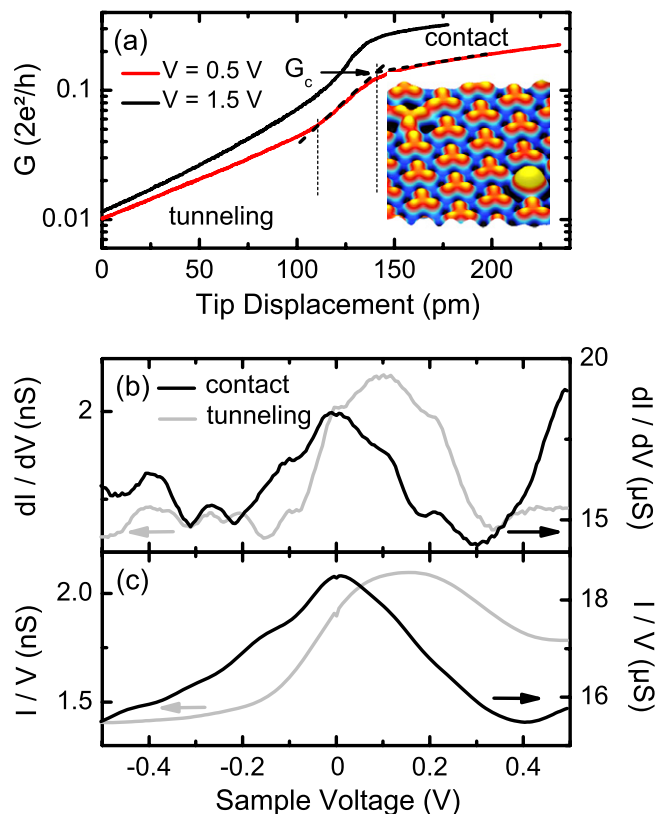 (a)
V = 0.5 V
V = 1.5 V
contact
G_c
tunneling
G (2e²/h)
0.1
0.01
0 50 100 150 200
Tip Displacement (pm)
(b)
contact
tunneling
dI / dV (nS)
2
20
15
dI / dV (µS)
(c)
I / V (nS)
2.0
1.5
18
16
I / V (µS)
-0.4 -0.2 0 0.2 0.4
Sample Voltage (V)